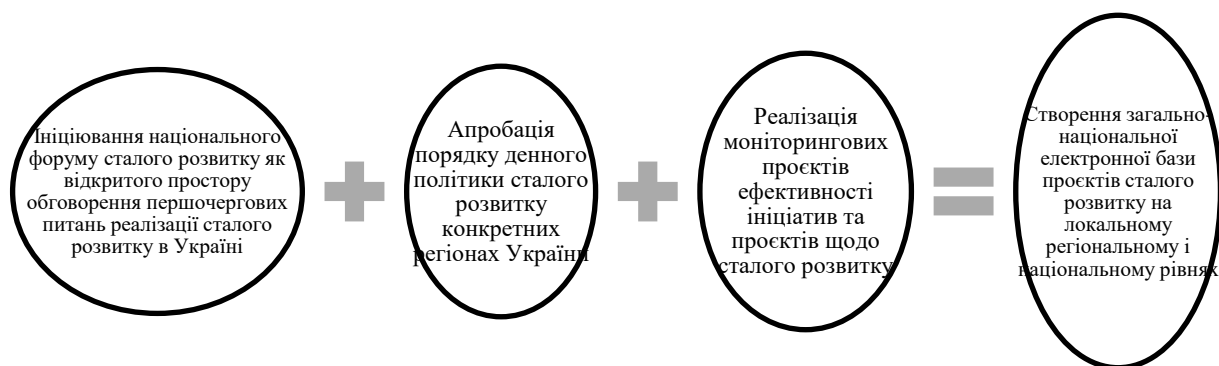 Ініціювання національного
форуму сталого розвитку як
відкритого простору
обговорення першочергових
питань реалізації сталого
розвитку в Україні
Апробація
порядку денного
політики сталого
розвитку
конкретних
регіонах України
Реалізація
моніторингових
проєктів
ефективності
ініціатив та
проєктів щодо
сталого розвитку
Створення загально-
національної
електронної бази
проєктів сталого
розвитку на
локальному
регіональному і
національному рівнях